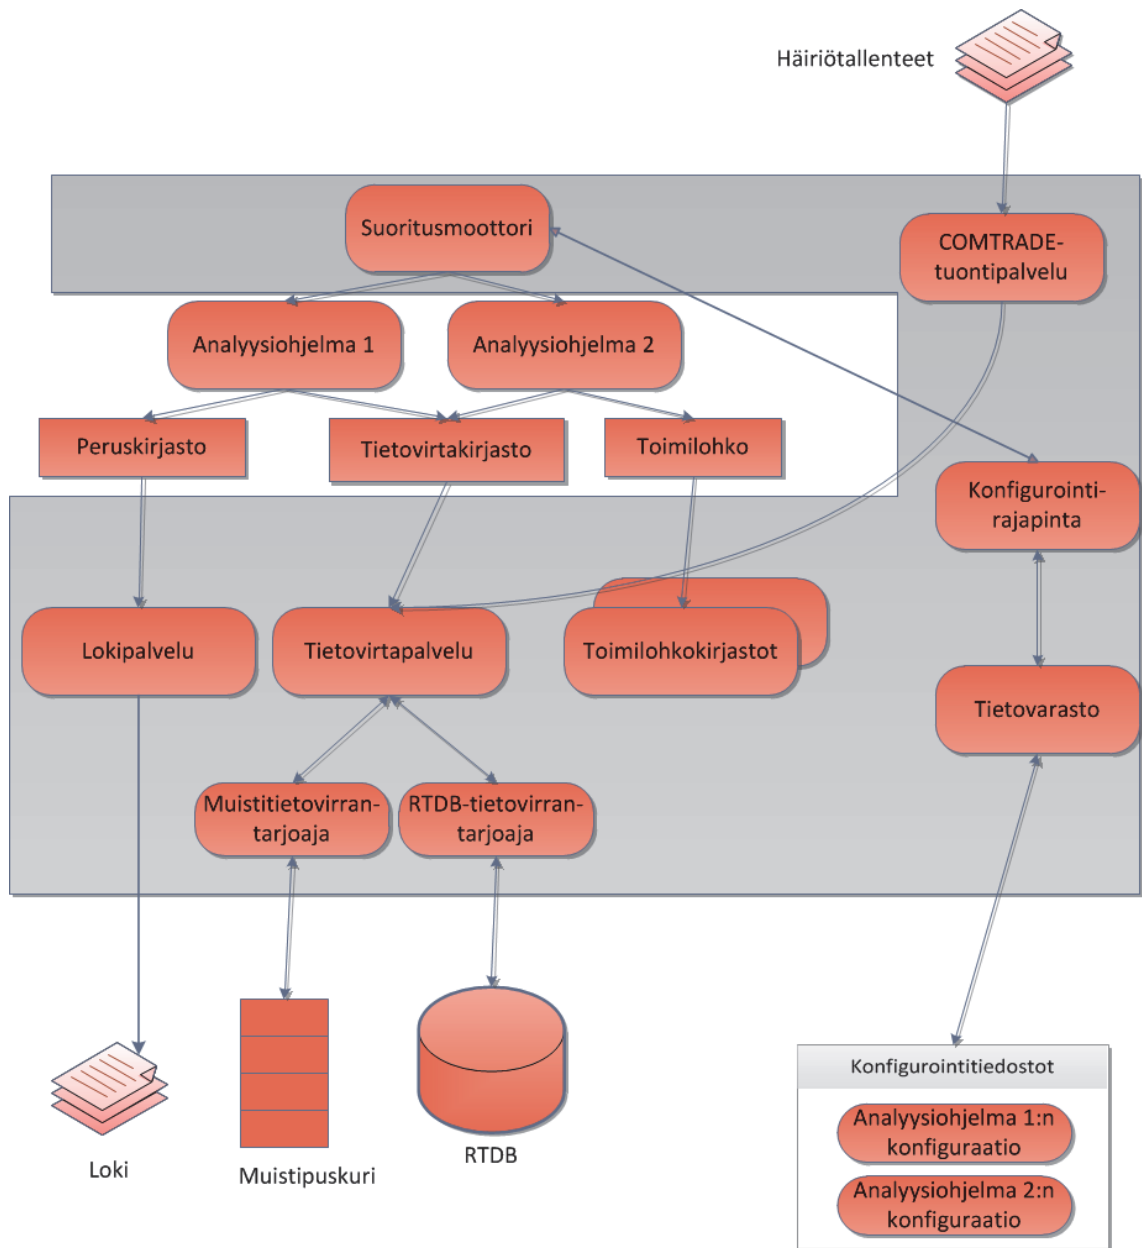 Häiriötallenteet
Suoritusmoottori
COMTRADE-
tuontipalvelu
Analyysiohjelma 1
Analyysiohjelma 2
Peruskirjasto
Tietovirtakirjasto
Toimilohko
Konfigurointi-
rajapinta
Lokipalvelu
Tietovirtapalvelu
Toimilohkokirjastot
Tietovarasto
Muistitietovirran-
tarjoaja
RTDB-tietovirran-
tarjoaja
Loki
Muistipuskuri
RTDB
Konfigurointitiedostot
Analyysiohjelma 1:n
konfiguraatio
Analyysiohjelma 2:n
konfiguraatio